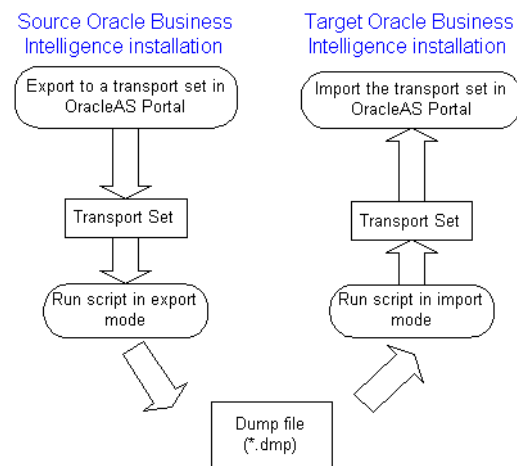 Source Oracle Business
Intelligence installation
Export to a transport set in
OracleAS Portal
Transport Set
Run script in export
mode
Dump file
(*.dmp)
Target Oracle Business
Intelligence installation
Import the transport set in
OracleAS Portal
Transport Set
Run script in import
mode